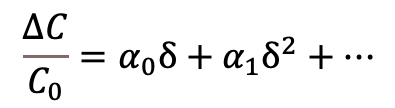 ΔC/C₀ = α₀δ + α₁δ² + ⋯